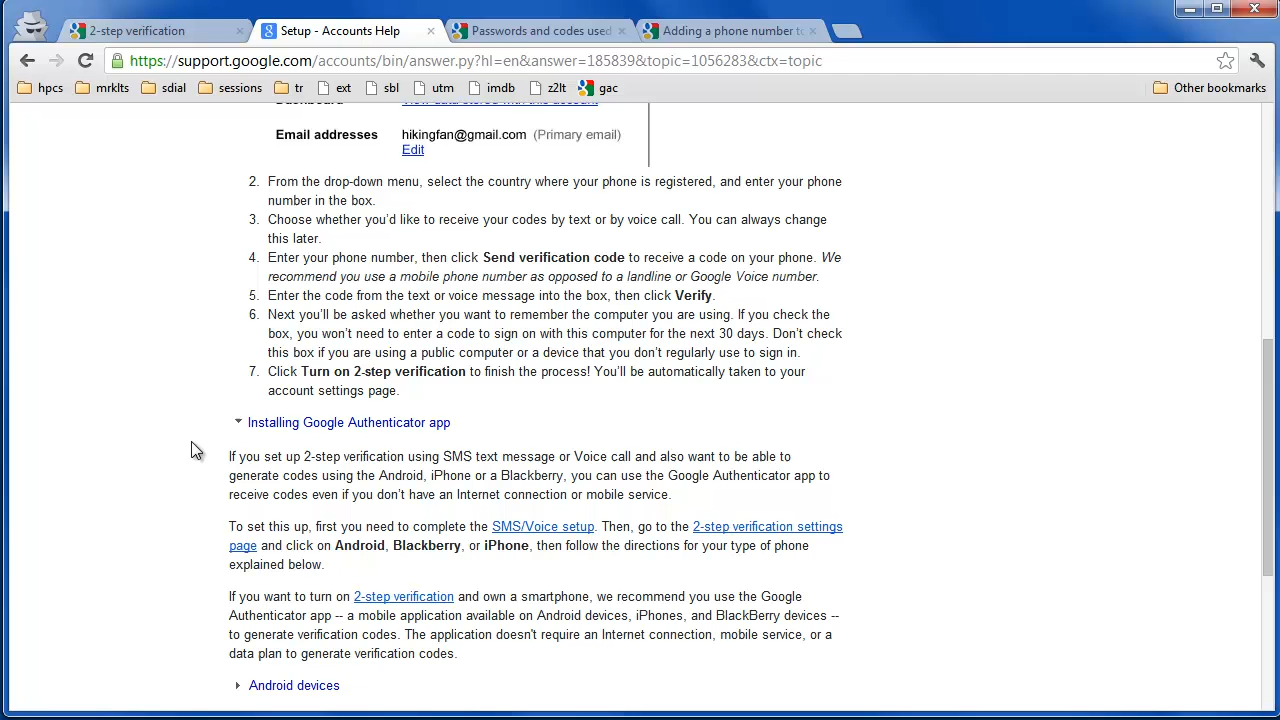 2-step verification
Setup - Accounts Help
Passwords and codes used
Adding a phone number to
https://support.google.com/accounts/bin/answer.py?hl=en&answer=185839&topic=1056283&ctx=topic
hpcs
mrklts
sdial
sessions
tr
ext
sbl
utm
imdb
z2lt
gac
Other bookmarks
Dashboard View data stored with this account
Email addresses hikingfan@gmail.com (Primary email)
Edit
2. From the drop-down menu, select the country where your phone is registered, and enter your phone
number in the box.
3. Choose whether you'd like to receive your codes by text or by voice call. You can always change
this later.
4. Enter your phone number, then click Send verification code to receive a code on your phone. We
recommend you use a mobile phone number as opposed to a landline or Google Voice number.
5. Enter the code from the text or voice message into the box, then click Verify.
6. Next you'll be asked whether you want to remember the computer you are using. If you check the
box, you won't need to enter a code to sign on with this computer for the next 30 days. Don't check
this box if you are using a public computer or a device that you don't regularly use to sign in.
7. Click Turn on 2-step verification to finish the process! You'll be automatically taken to your
account settings page.
Installing Google Authenticator app
If you set up 2-step verification using SMS text message or Voice call and also want to be able to
generate codes using the Android, iPhone or a Blackberry, you can use the Google Authenticator app to
receive codes even if you don't have an Internet connection or mobile service.
To set this up, first you need to complete the SMS/Voice setup. Then, go to the 2-step verification settings
page and click on Android, Blackberry, or iPhone, then follow the directions for your type of phone
explained below.
If you want to turn on 2-step verification and own a smartphone, we recommend you use the Google
Authenticator app -- a mobile application available on Android devices, iPhones, and BlackBerry devices --
to generate verification codes. The application doesn't require an Internet connection, mobile service, or a
data plan to generate verification codes.
Android devices